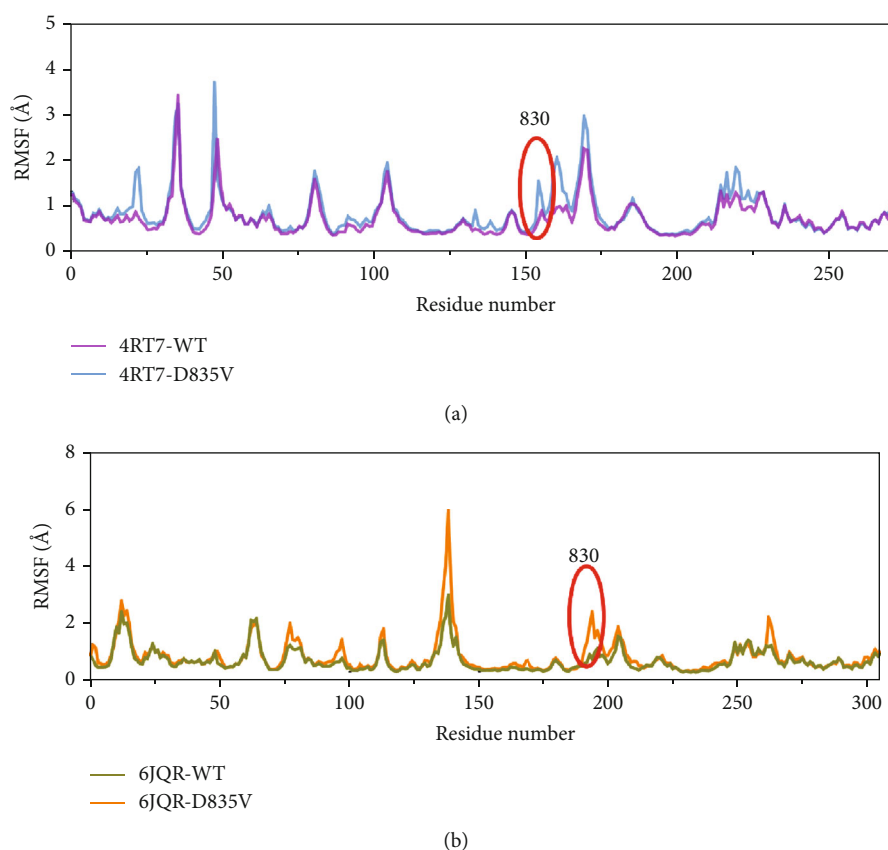 5
4
3
2
1
0
RMSF (Å)
830
0 50 100 150 200 250
Residue number
4RT7-WT
4RT7-D835V
(a)
8
6
4
2
0
RMSF (Å)
830
0 50 100 150 200 250 300
Residue number
6JQR-WT
6JQR-D835V
(b)